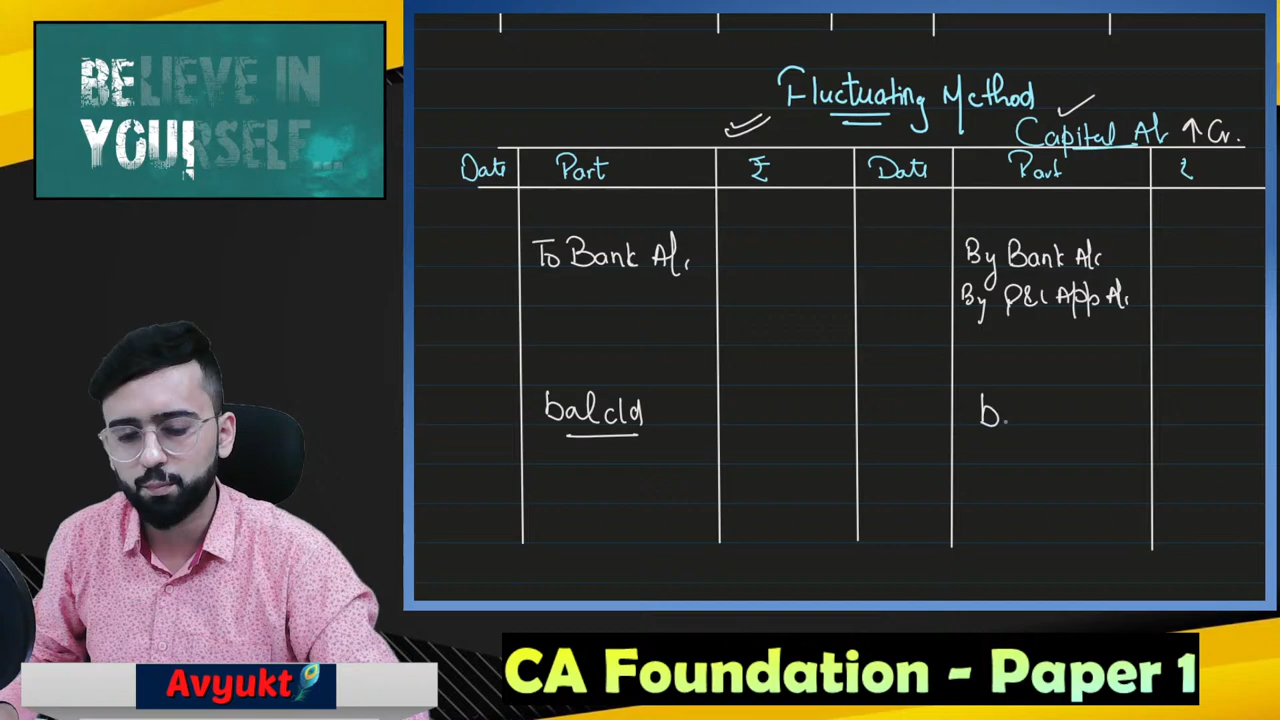 BELIEVE IN
YOURSELF...
Fluctuating Method
Capital A/c ↑ Cr.
Date Part ₹ Date Part ₹
To Bank A/c By Bank A/c
By P&L App A/c
bal c/d b.
Avyukt
CA Foundation - Paper 1